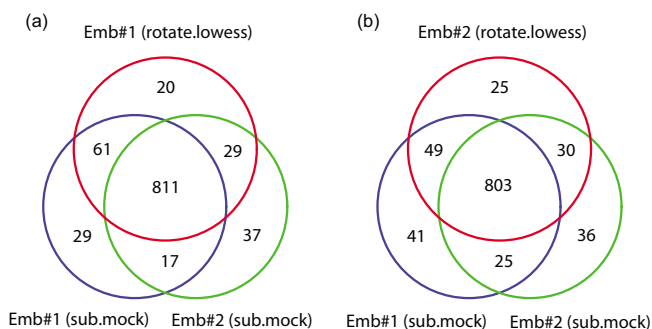 (a)
Emb#1 (rotate.lowess)
20
61
29
811
29
37
17
Emb#1 (sub.mock)
Emb#2 (sub.mock)
(b)
Emb#2 (rotate.lowess)
25
49
30
803
41
36
25
Emb#1 (sub.mock)
Emb#2 (sub.mock)